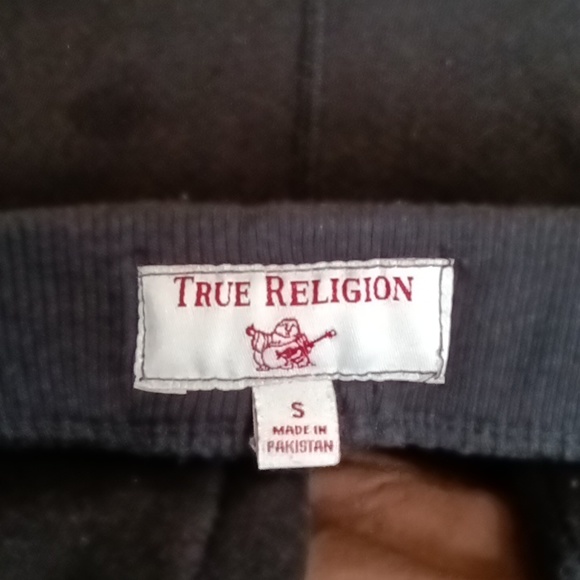 TRUE RELIGION
S
MADE IN
PAKISTAN